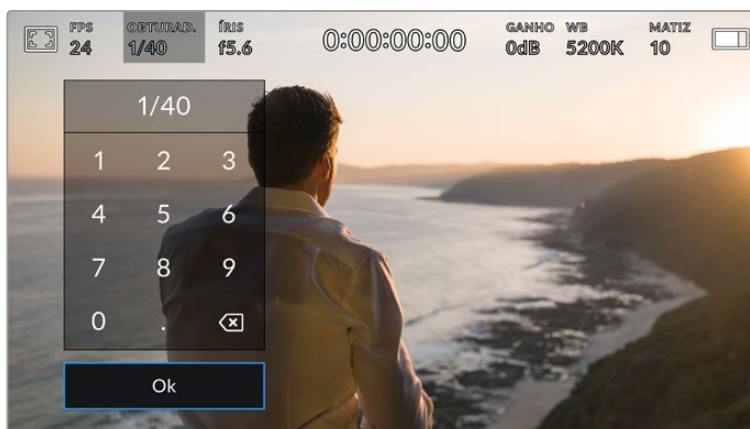 FPS OBTURAD. ÍRIS GANHO WB MATIZ
24 1/40 f5.6 0:00:00:00 0dB 5200K 10
1/40
1 2 3
4 5 6
7 8 9
0 .
Ok